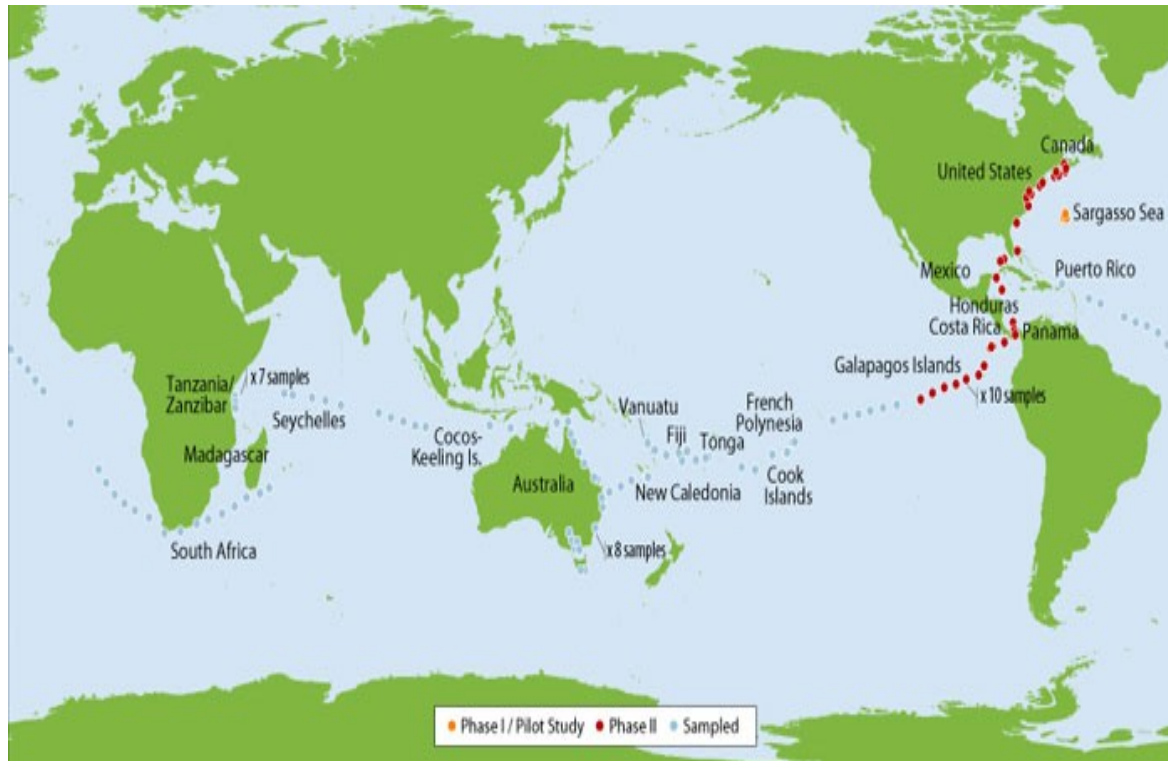 Canada
United States
Sargasso Sea
Mexico
Puerto Rico
Honduras
Costa Rica
Panama
Galapagos Islands
x 10 samples
Tanzania/
Zanzibar
x 7 samples
Seychelles
Madagascar
South Africa
Cocos-
Keeling Is.
Australia
x 8 samples
Vanuatu
Fiji
Tonga
French
Polynesia
Cook
Islands
New Caledonia
Phase I / Pilot Study Phase II Sampled